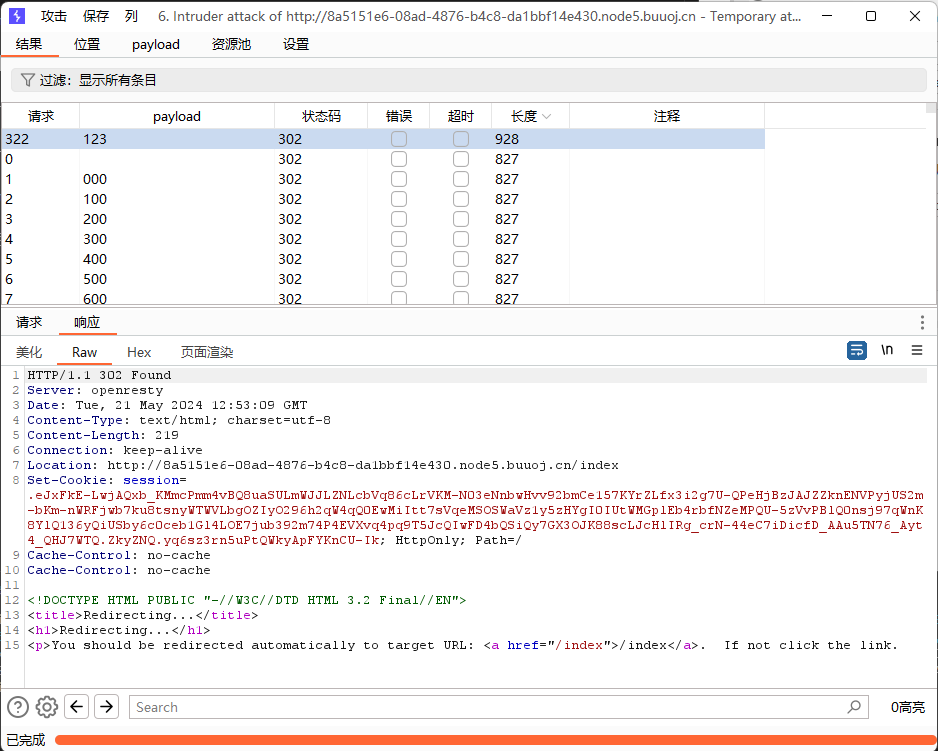 攻击 保存 列 6. Intruder attack of http://8a5151e6-08ad-4876-b4c8-da1bbf14e430.node5.buuoj.cn - Temporary at...
结果 位置 payload 资源池 设置
过滤：显示所有条目
请求 payload 状态码 错误 超时 长度 注释
322 123 302 928
0 302 827
1 000 302 827
2 100 302 827
3 200 302 827
4 300 302 827
5 400 302 827
6 500 302 827
7 600 302 827
请求 响应
美化 Raw Hex 页面渲染 \n
1 HTTP/1.1 302 Found
2 Server: openresty
3 Date: Tue, 21 May 2024 12:53:09 GMT
4 Content-Type: text/html; charset=utf-8
5 Content-Length: 219
6 Connection: keep-alive
7 Location: http://8a5151e6-08ad-4876-b4c8-da1bbf14e430.node5.buuoj.cn/index
8 Set-Cookie: session=
.eJxFkE-LwjAQxb_KMmcPmm4vBQ8uaSULmWJJLZNLcbVq86cLrVKM-NO3eNnbwHvv92bmCe157KYrZLfx3i2g7U-QPeHjBzJAJZZknENVPyjUS2m
-bKm-nWRFjwb7ku8tsnyWTWVLbgOZIyO296h2qW4qQOEwMiItt7sVqeMSOSWaVz1y5zHYgIOIUtWMGplEb4rbfNZeMPQU-5zVvPBlQOnsj97qWnK
8YlQ136yQiUSby6cOceb1Gl4LOE7jub392m74P4EVXvq4pq9T5JcQIwFD4bQSiQy7GX3OJK88scLJcHlIRg_crN-44eC7iDicfD_AAu5TN76_Ayt
4_QHJ7WTQ.ZkyZNQ.yq6sz3rn5uPtQWkyApFYKnCU-Ik; HttpOnly; Path=/
9 Cache-Control: no-cache
10 Cache-Control: no-cache
11
12 <!DOCTYPE HTML PUBLIC "-//W3C//DTD HTML 3.2 Final//EN">
13 <title>Redirecting...</title>
14 <h1>Redirecting...</h1>
15 <p>You should be redirected automatically to target URL: <a href="/index">/index</a>.  If not click the link.
Search 0高亮
已完成